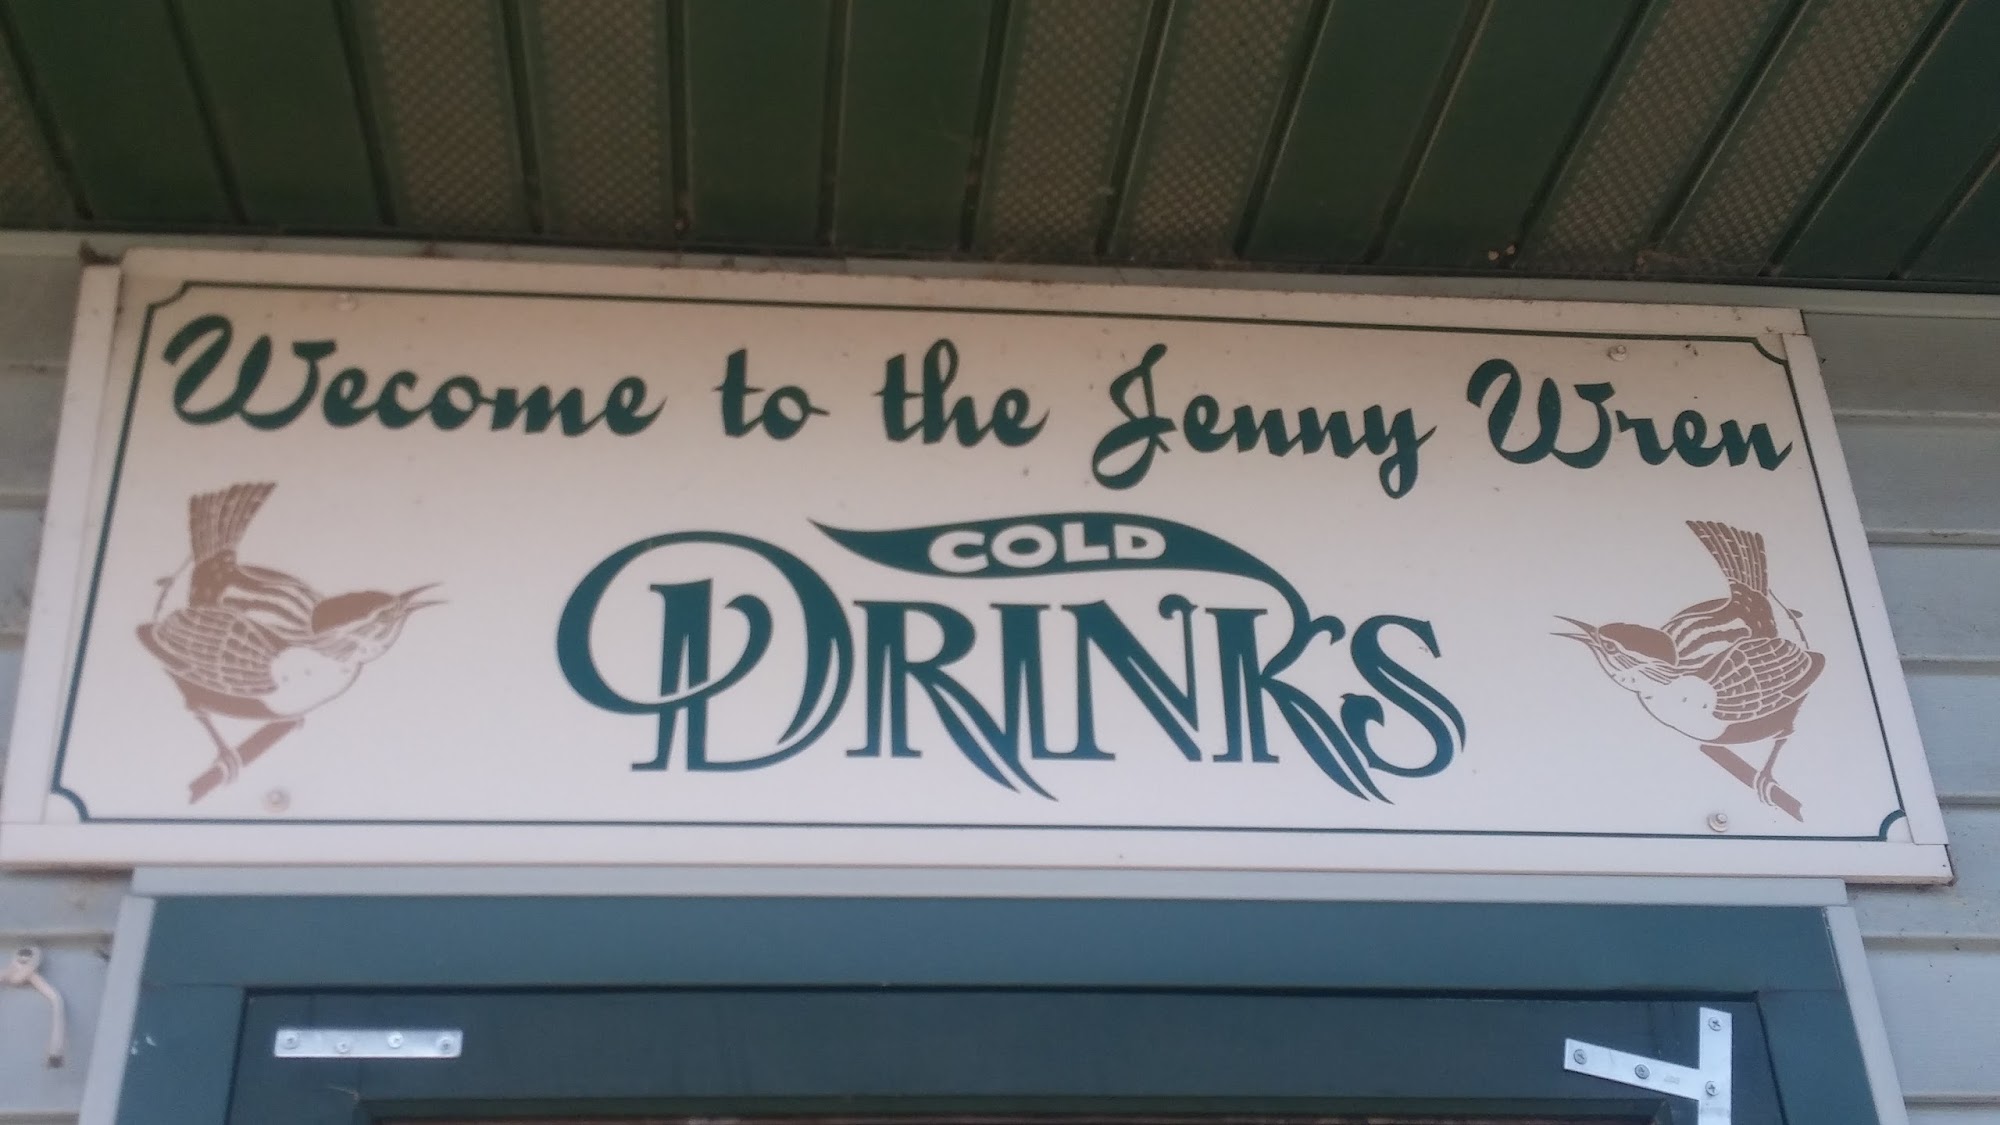 Wecome to the Jenny Wren
COLD
DRINKS